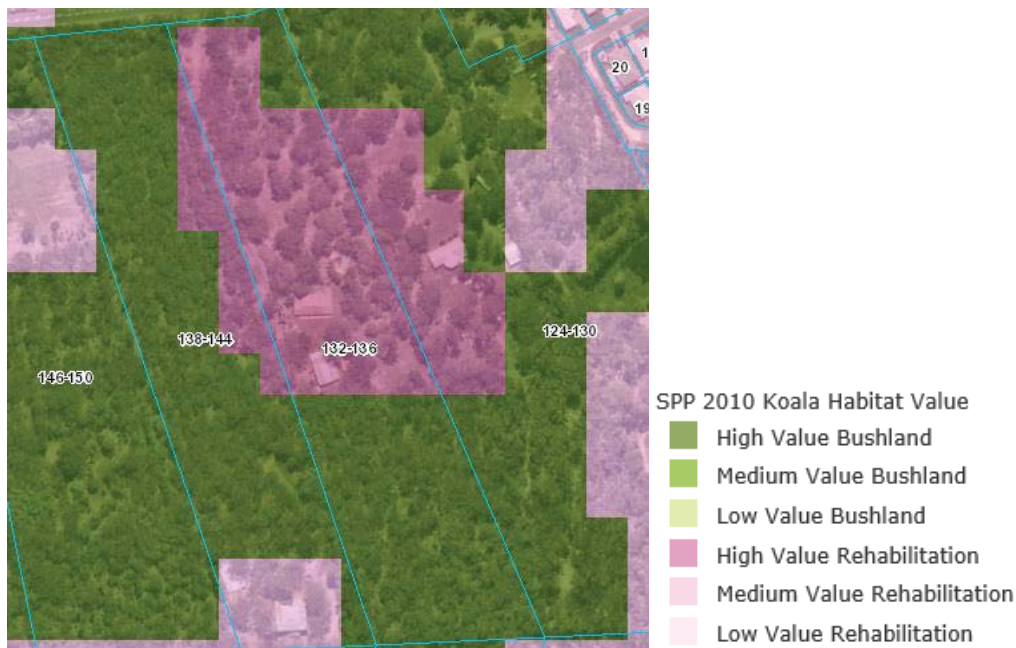 20
1
19
138-144
132-136
124-130
146-150
SPP 2010 Koala Habitat Value
High Value Bushland
Medium Value Bushland
Low Value Bushland
High Value Rehabilitation
Medium Value Rehabilitation
Low Value Rehabilitation